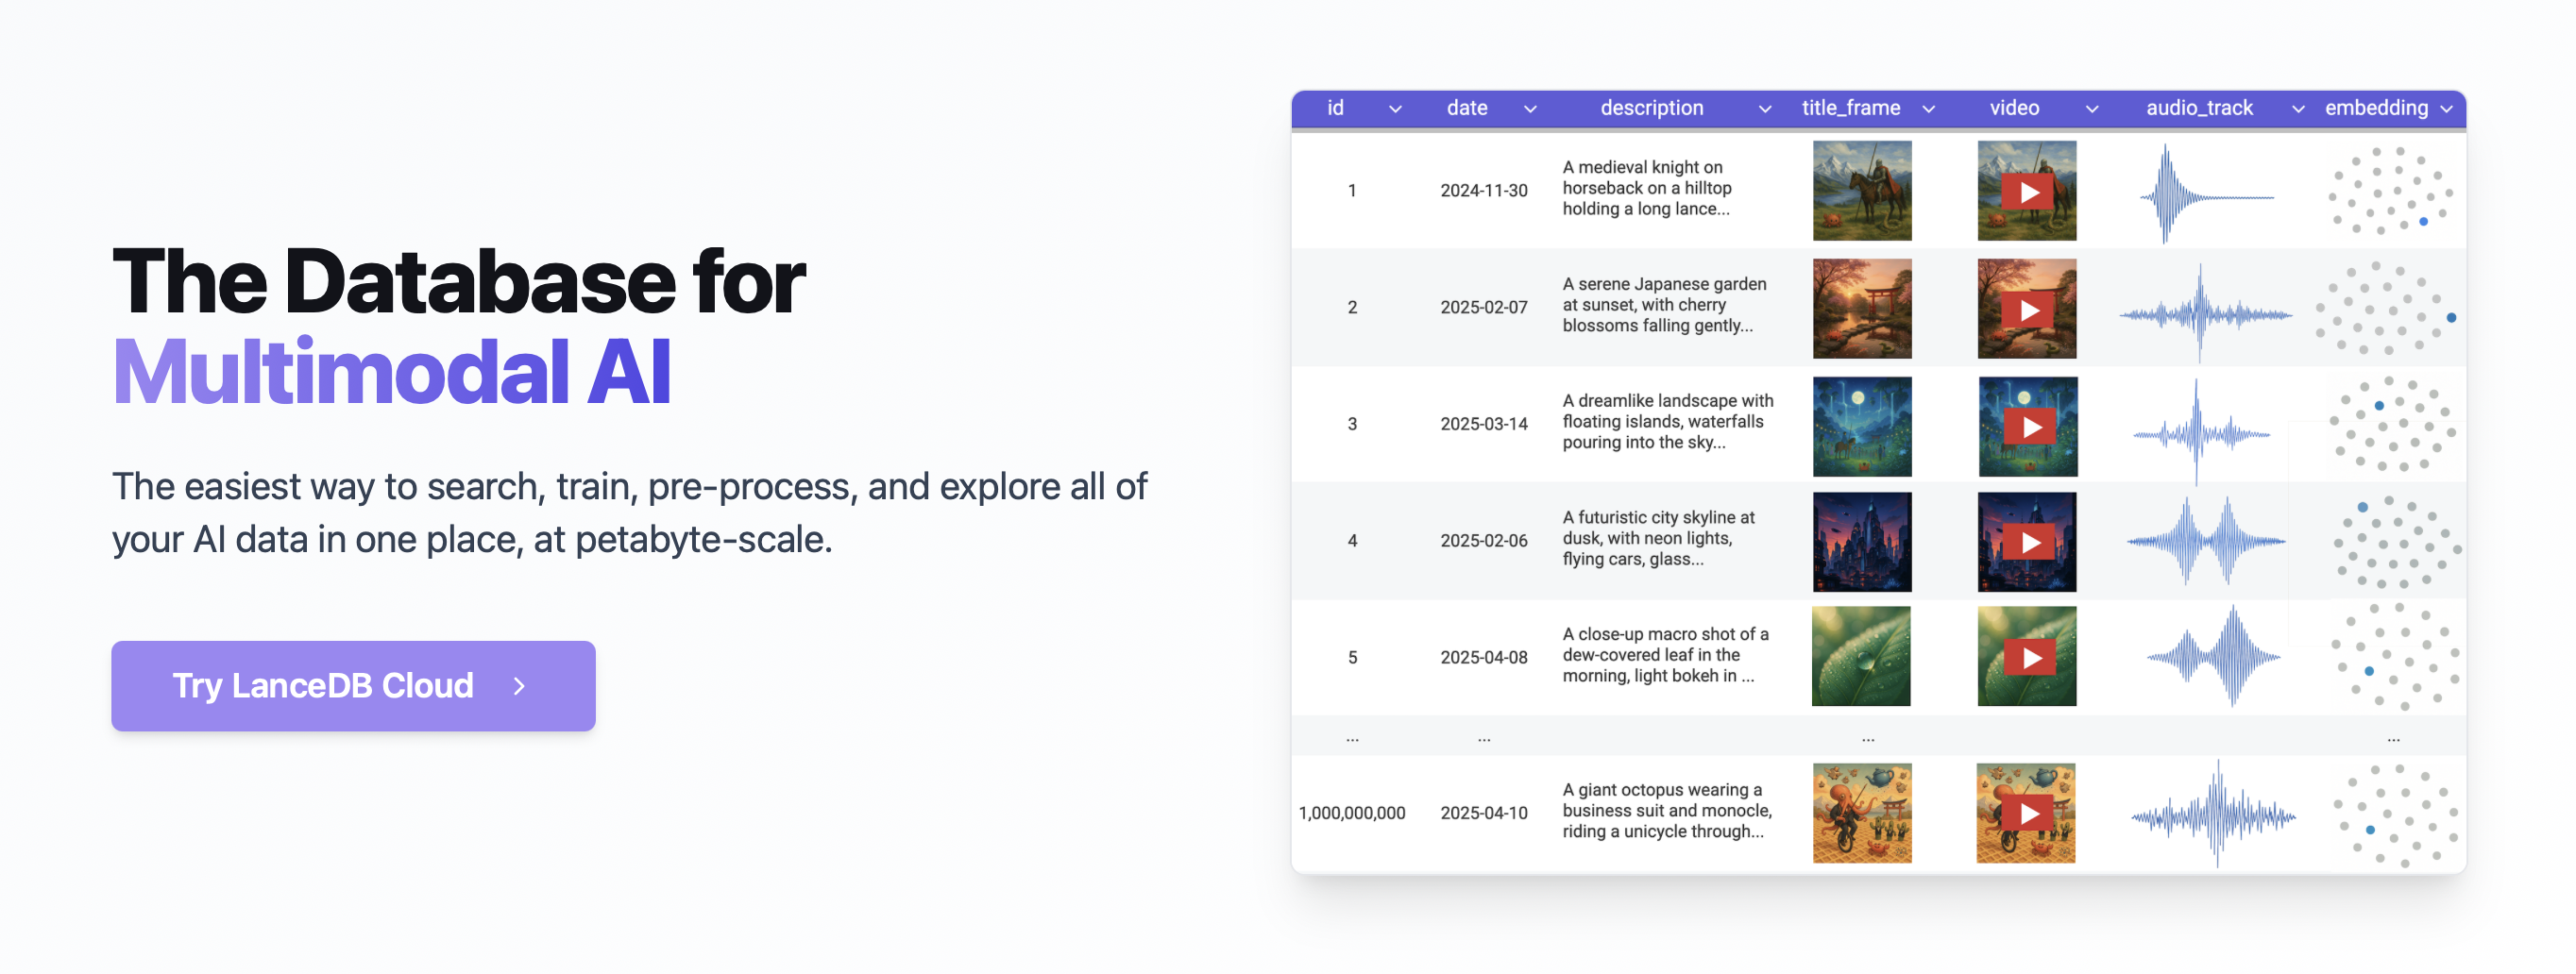 The Database for
Multimodal AI
The easiest way to search, train, pre-process, and explore all of
your AI data in one place, at petabyte-scale.
Try LanceDB Cloud
id date description title_frame video audio_track embedding
1 2024-11-30
A medieval knight on
horseback on a hilltop
holding a long lance...
2 2025-02-07
A serene Japanese garden
at sunset, with cherry
blossoms falling gently...
3 2025-03-14
A dreamlike landscape with
floating islands, waterfalls
pouring into the sky...
4 2025-02-06
A futuristic city skyline at
dusk, with neon lights,
flying cars, glass...
5 2025-04-08
A close-up macro shot of a
dew-covered leaf in the
morning, light bokeh in ...
... ... ... ...
1,000,000,000 2025-04-10
A giant octopus wearing a
business suit and monocle,
riding a unicycle through...